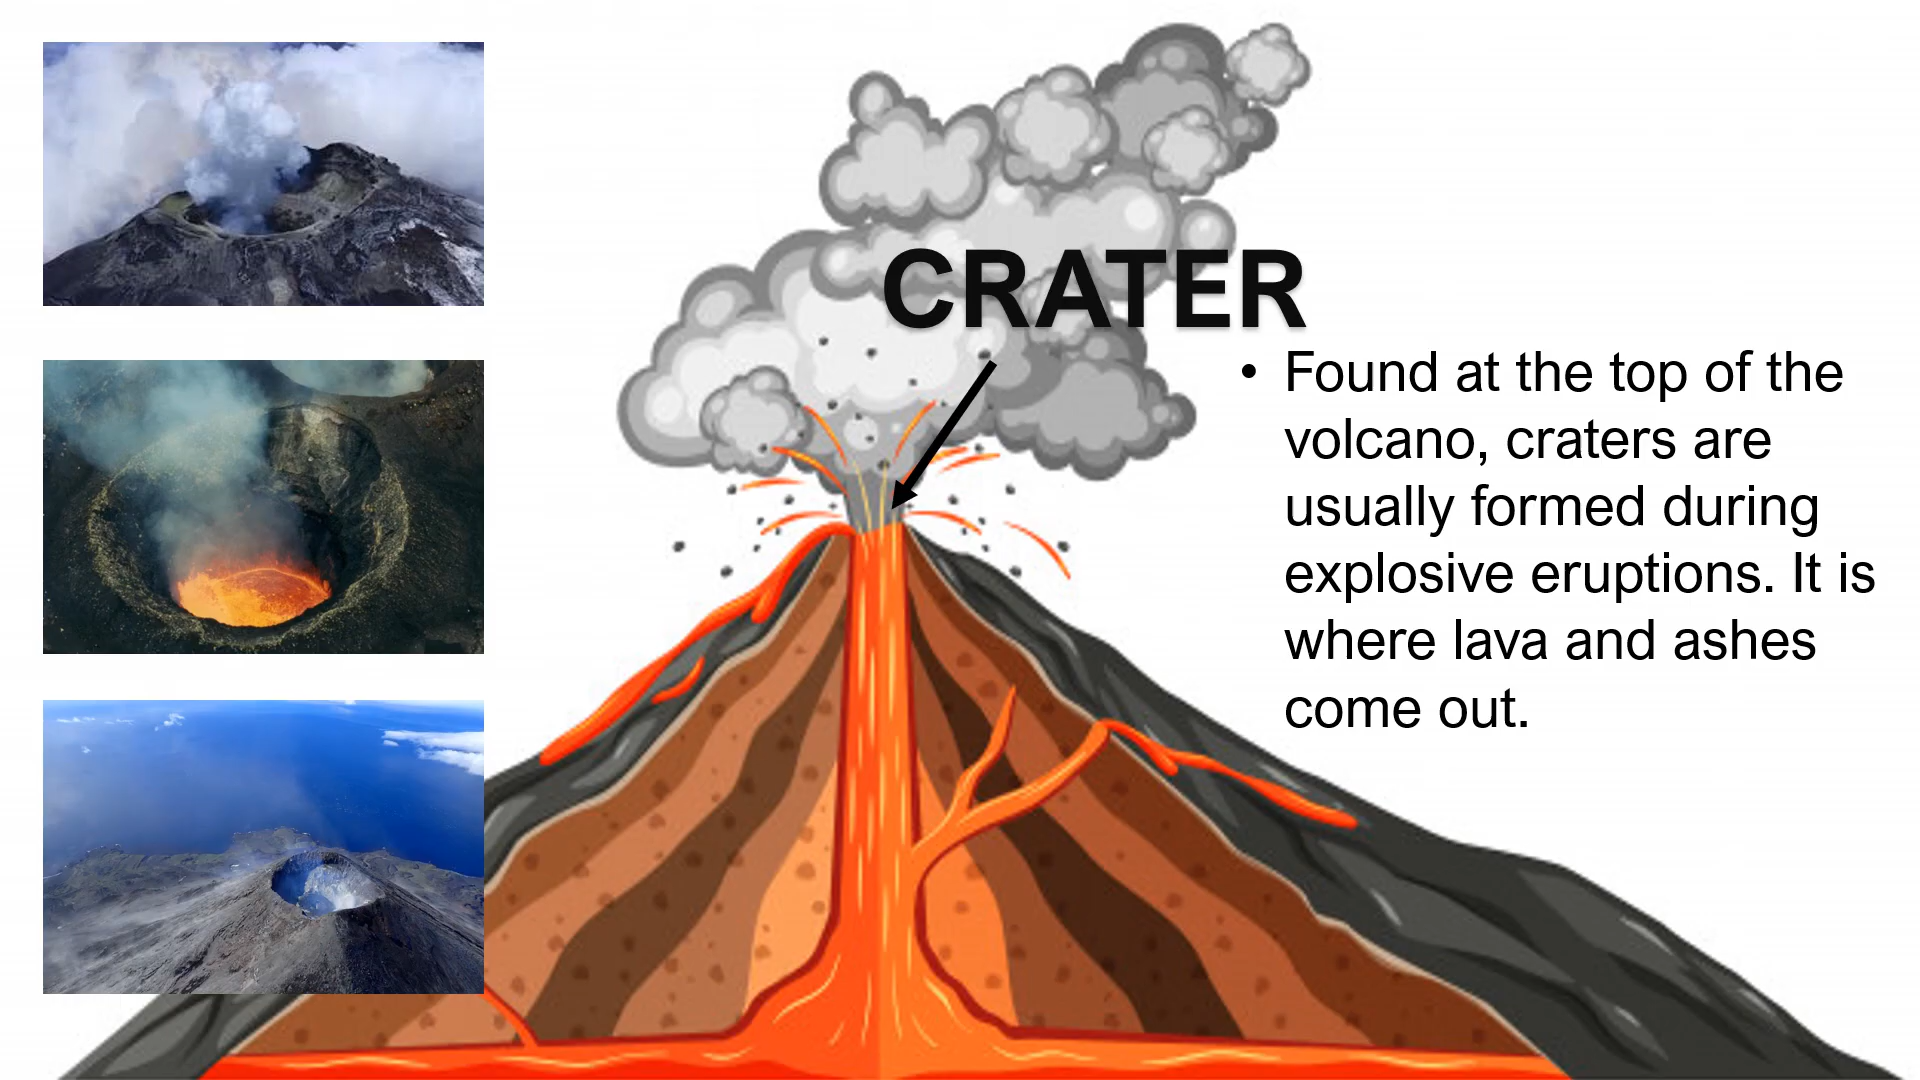 CRATER
• Found at the top of the
volcano, craters are
usually formed during
explosive eruptions. It is
where lava and ashes
come out.